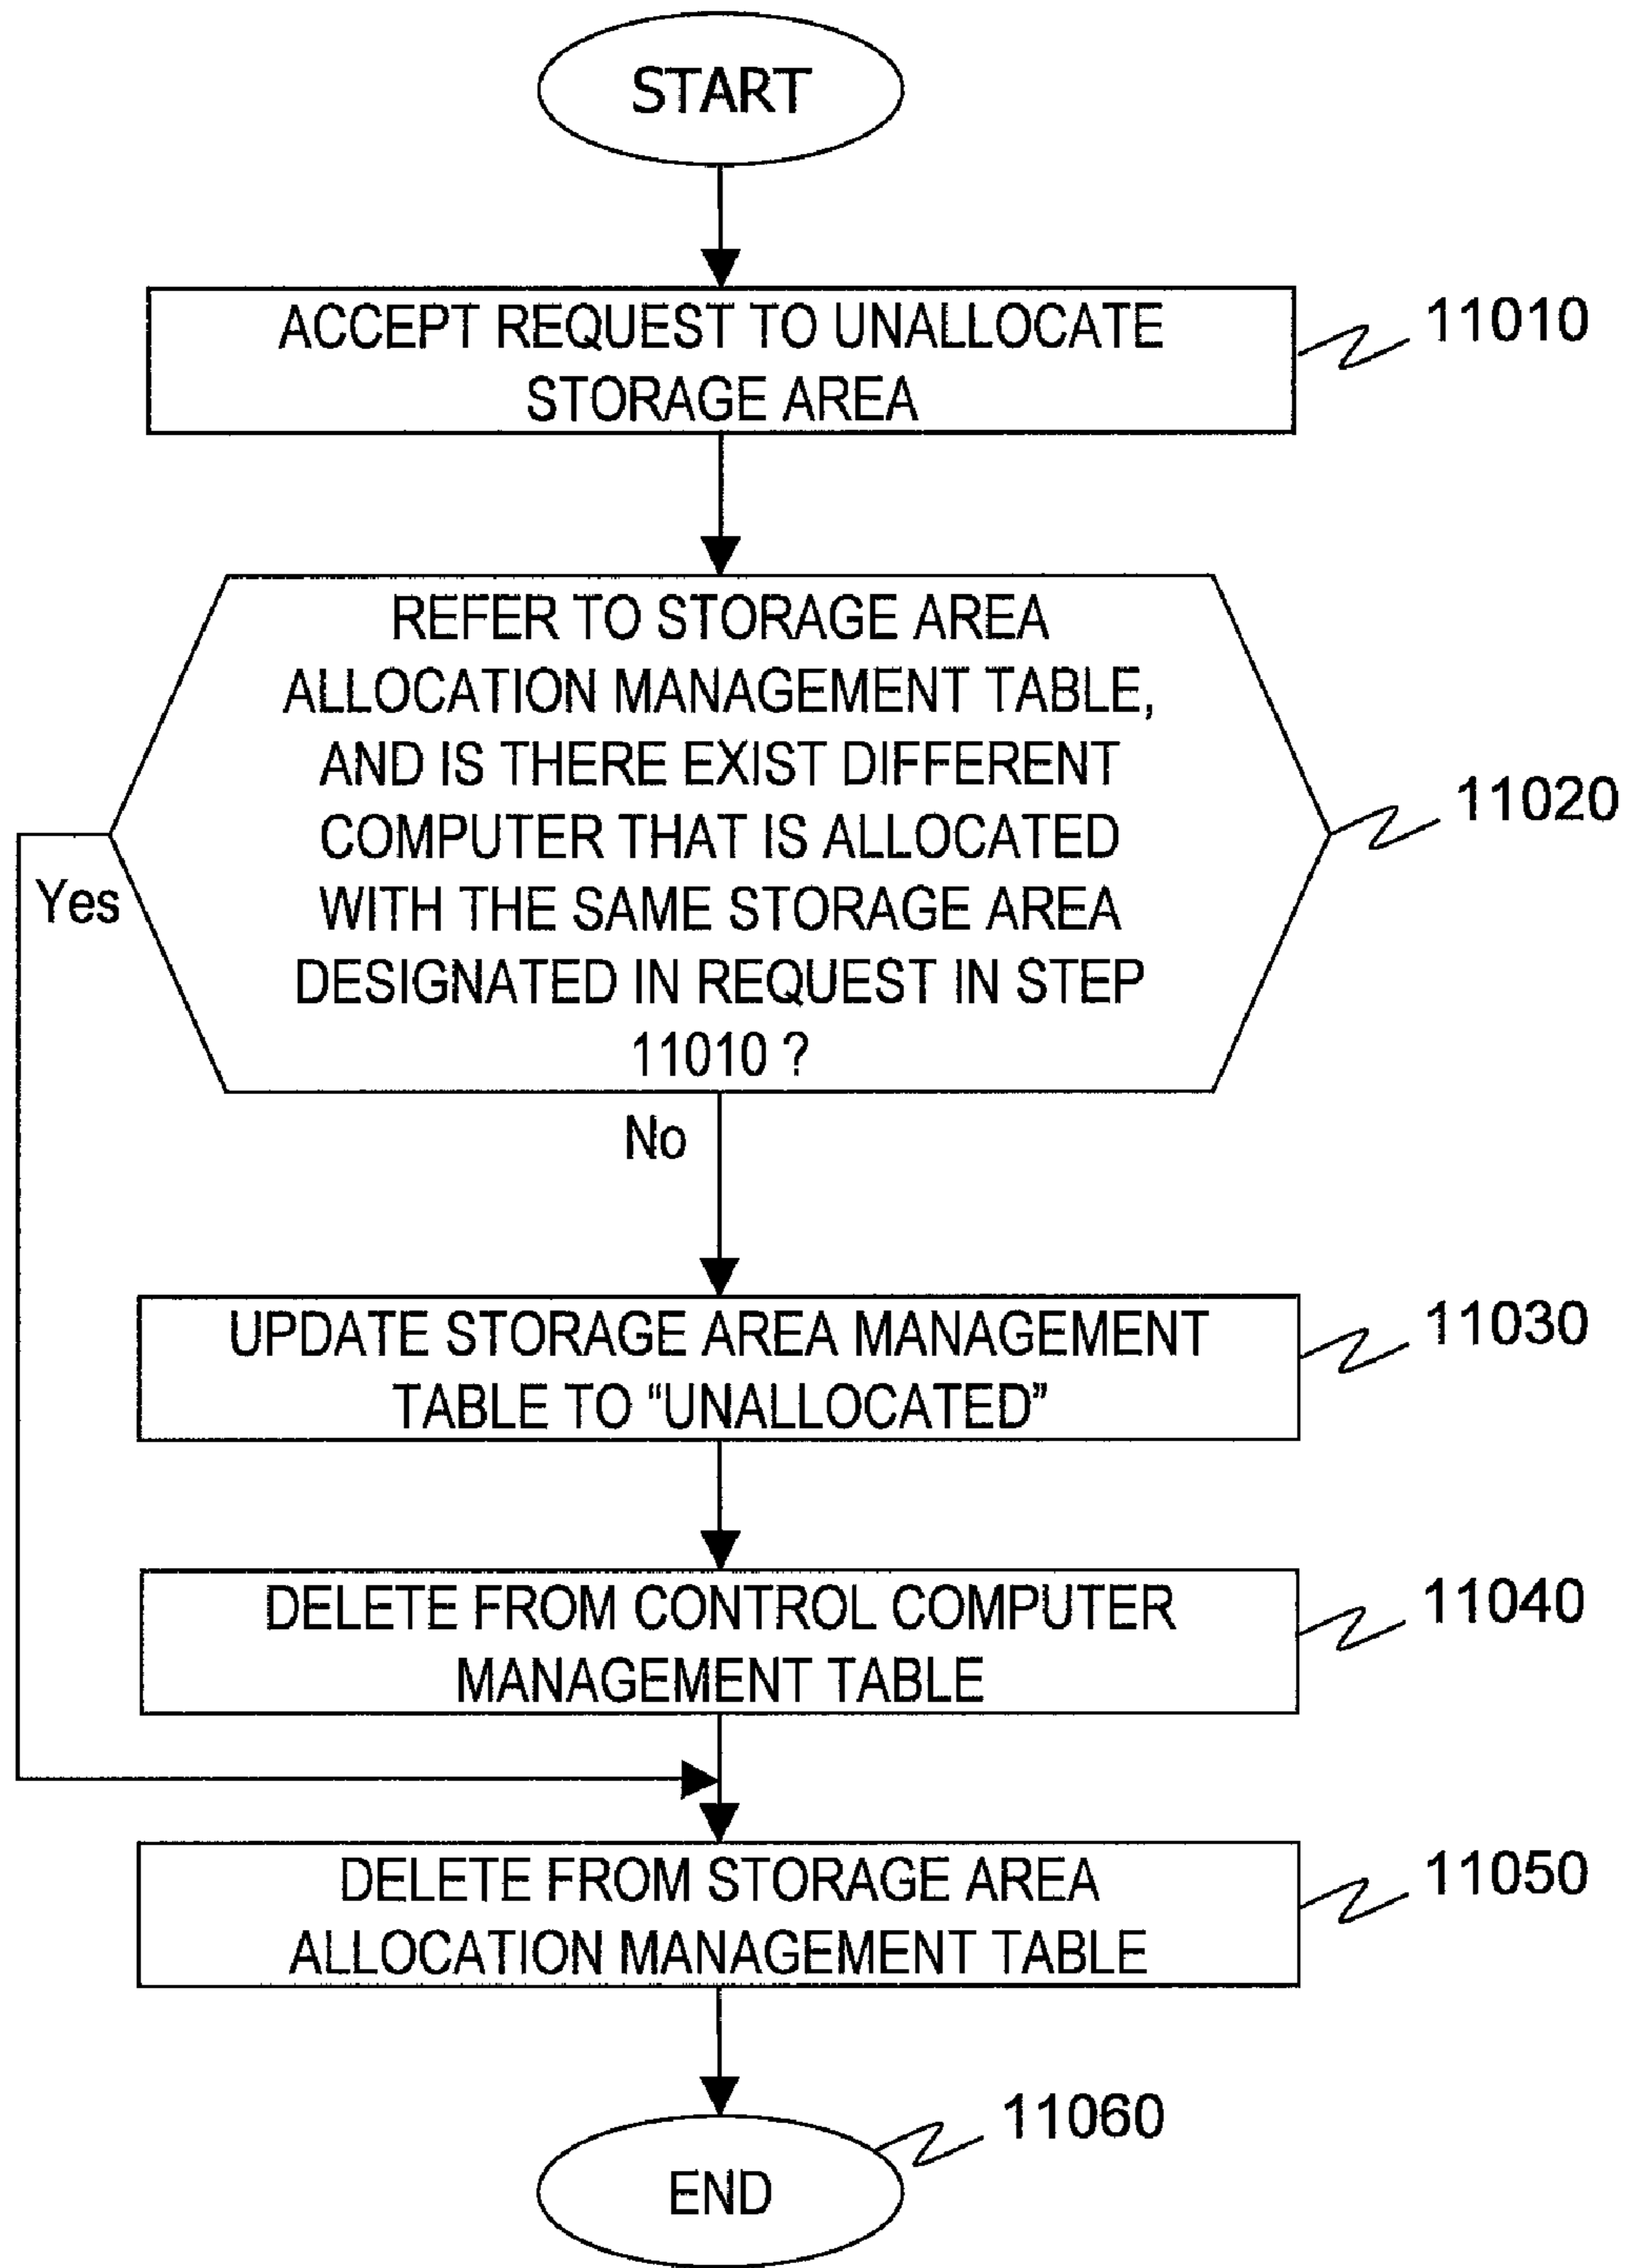 START
ACCEPT REQUEST TO UNALLOCATE
STORAGE AREA
11010
REFER TO STORAGE AREA
ALLOCATION MANAGEMENT TABLE,
AND IS THERE EXIST DIFFERENT
COMPUTER THAT IS ALLOCATED
WITH THE SAME STORAGE AREA
DESIGNATED IN REQUEST IN STEP
11010 ?
11020
Yes
No
UPDATE STORAGE AREA MANAGEMENT
TABLE TO “UNALLOCATED”
11030
DELETE FROM CONTROL COMPUTER
MANAGEMENT TABLE
11040
DELETE FROM STORAGE AREA
ALLOCATION MANAGEMENT TABLE
11050
11060
END